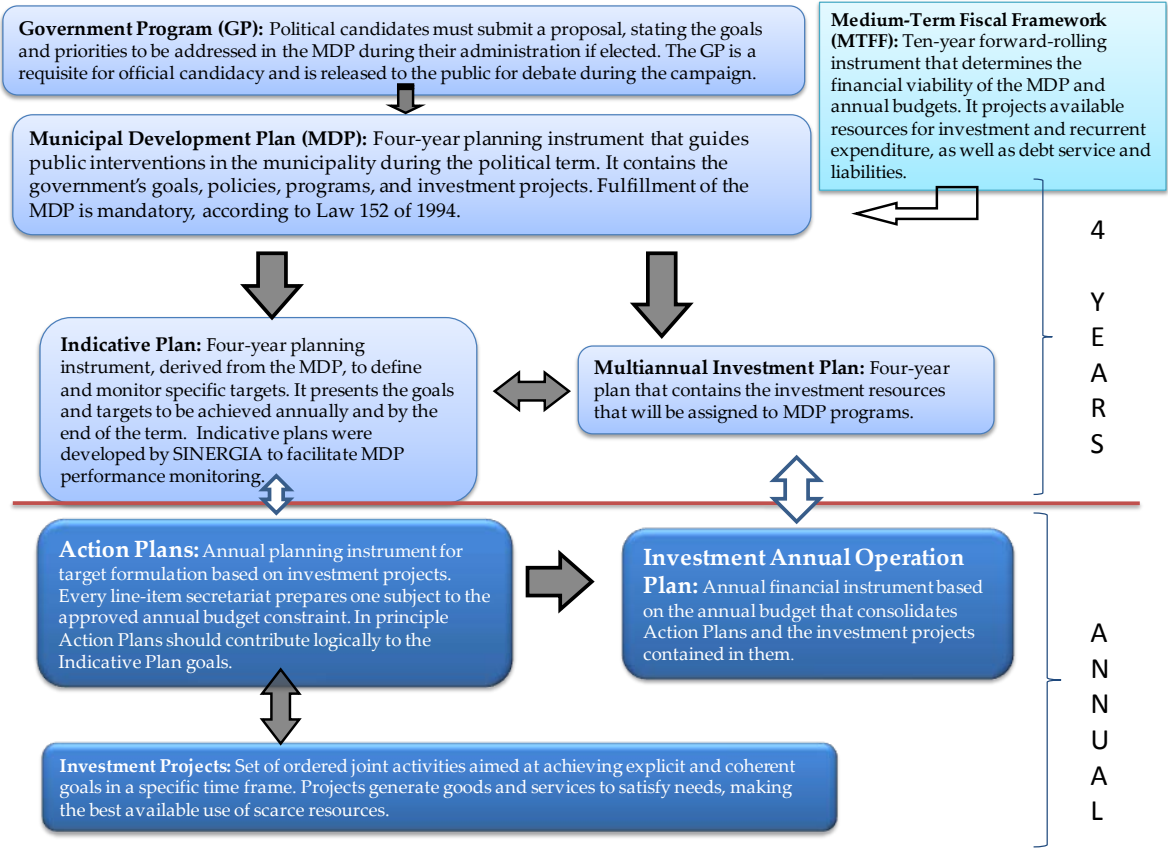 Government Program (GP): Political candidates must submit a proposal, stating the goals
and priorities to be addressed in the MDP during their administration if elected. The GP is a
requisite for official candidacy and is released to the public for debate during the campaign.
Medium-Term Fiscal Framework
(MTFF): Ten-year forward-rolling
instrument that determines the
financial viability of the MDP and
annual budgets. It projects available
resources for investment and recurrent
expenditure, as well as debt service and
liabilities.
Municipal Development Plan (MDP): Four-year planning instrument that guides
public interventions in the municipality during the political term. It contains the
government's goals, policies, programs, and investment projects. Fulfillment of the
MDP is mandatory, according to Law 152 of 1994.
4
Y
E
A
R
S
Indicative Plan: Four-year planning
instrument, derived from the MDP, to define
and monitor specific targets. It presents the goals
and targets to be achieved annually and by the
end of the term. Indicative plans were
developed by SINERGIA to facilitate MDP
performance monitoring.
Multiannual Investment Plan: Four-year
plan that contains the investment resources
that will be assigned to MDP programs.
Action Plans: Annual planning instrument for
target formulation based on investment projects.
Every line-item secretariat prepares one subject to the
approved annual budget constraint. In principle
Action Plans should contribute logically to the
Indicative Plan goals.
Investment Annual Operation
Plan: Annual financial instrument based
on the annual budget that consolidates
Action Plans and the investment projects
contained in them.
A
N
N
U
A
L
Investment Projects: Set of ordered joint activities aimed at achieving explicit and coherent
goals in a specific time frame. Projects generate goods and services to satisfy needs, making
the best available use of scarce resources.